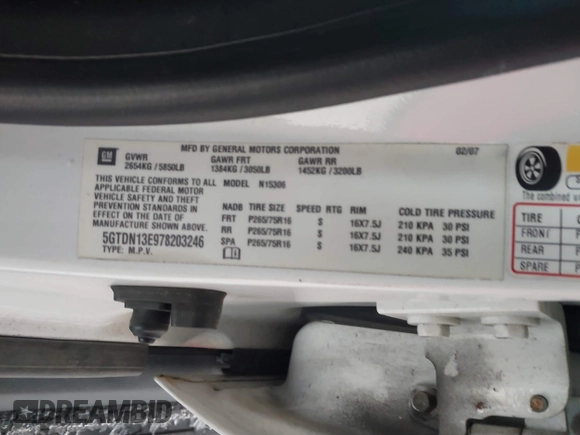 MFD BY GENERAL MOTORS CORPORATION 02/07
GM GVWR GAWR FRT GAWR RR
2654KG / 5850LB 1384KG / 3050LB 1452KG / 3200LB
THIS VEHICLE CONFORMS TO ALL MODEL N15306
APPLICABLE FEDERAL MOTOR
VEHICLE SAFETY AND THEFT
PREVENTION STANDARDS IN
EFFECT ON THE DATE OF
MANUFACTURE SHOWN ABOVE.
5GTDN13E978203246
TYPE: M.P.V.
NADB TIRE SIZE SPEED RTG RIM COLD TIRE PRESSURE
FRT P265/75R16 S 16X7.5J 210 KPA 30 PSI
RR P265/75R16 S 16X7.5J 210 KPA 30 PSI
SPA P265/75R16 S 16X7.5J 240 KPA 35 PSI
The combined
TIRE
FRONT
REAR
SPARE
DREAMBID